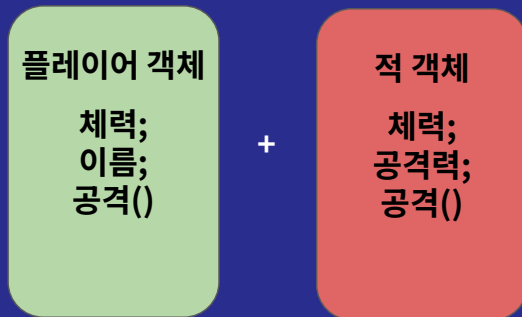 플레이어 객체
체력;
이름;
공격()
+
적 객체
체력;
공격력;
공격()